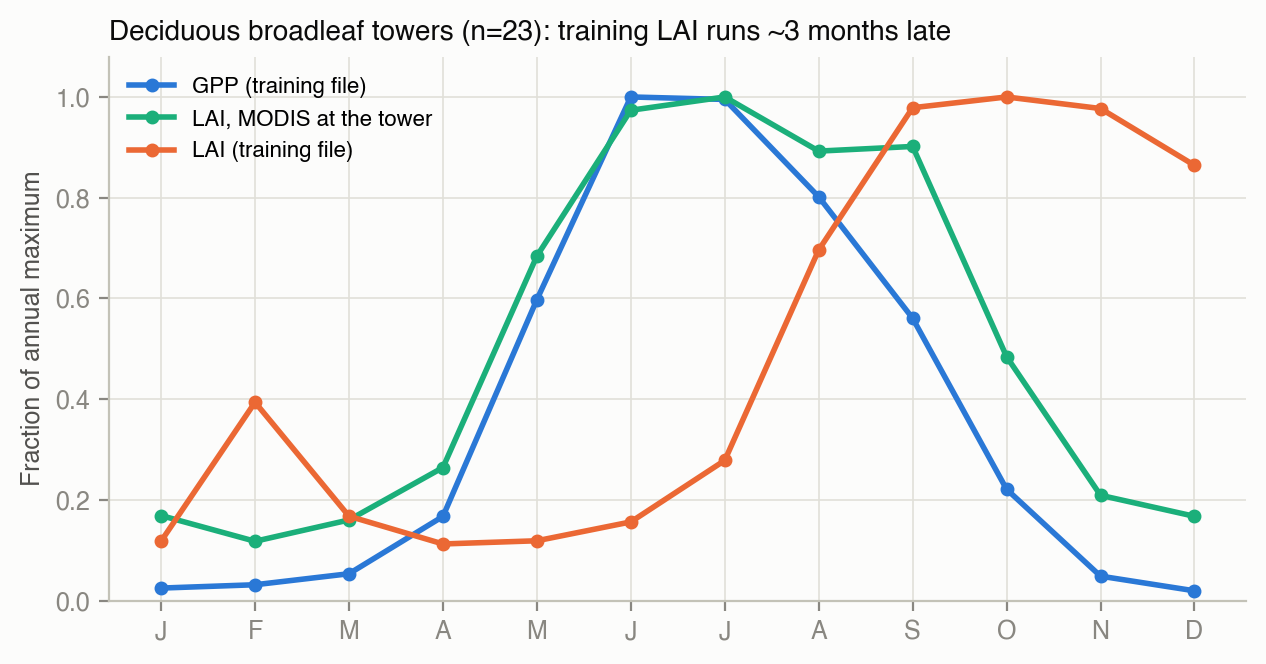 Deciduous broadleaf towers (n=23): training LAI runs ~3 months late
GPP (training file)
LAI, MODIS at the tower
LAI (training file)
Fraction of annual maximum
1.0
0.8
0.6
0.4
0.2
0.0
J F M A M J J A S O N D